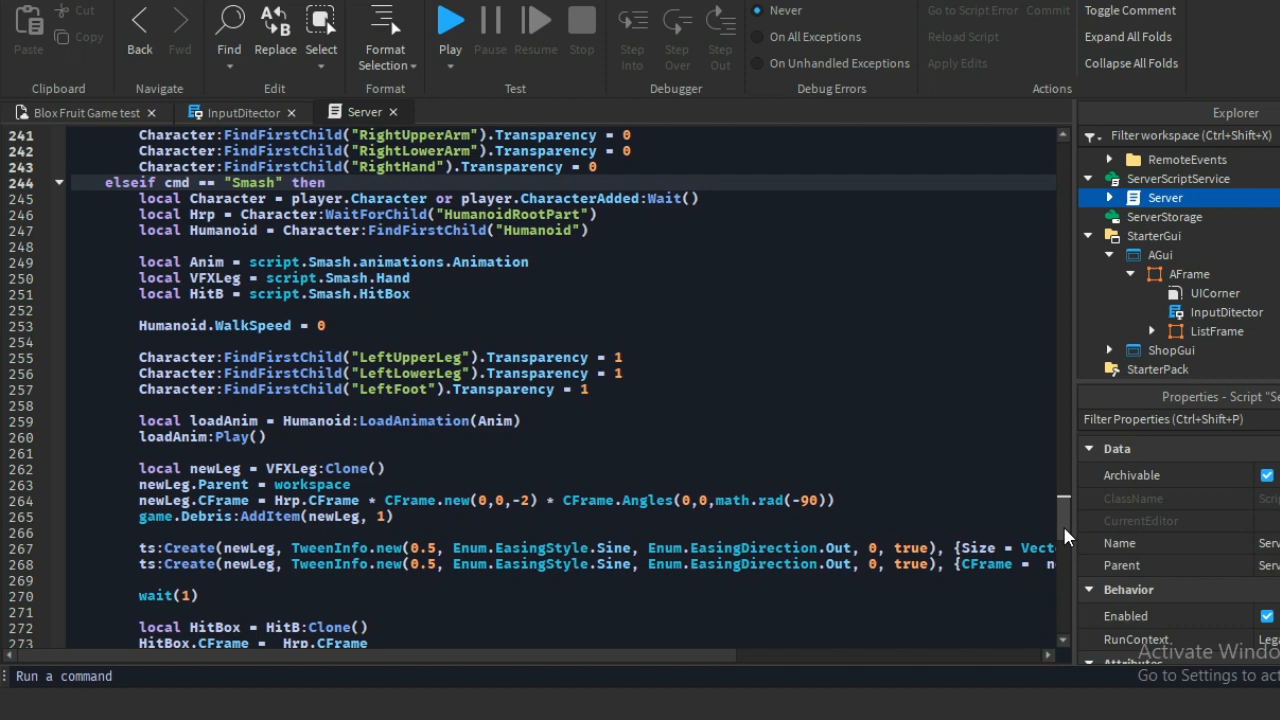 Paste
Cut
Copy
Clipboard
Back
Fwd
Navigate
Find
Replace
Select
Edit
Format
Selection
Format
Play
Pause
Resume
Stop
Test
Step
Into
Step
Over
Step
Out
Debugger
Never
On All Exceptions
On Unhandled Exceptions
Debug Errors
Go to Script Error
Commit
Reload Script
Apply Edits
Toggle Comment
Expand All Folds
Collapse All Folds
Actions
Blox Fruit Game test
InputDitector
Server
241 Character:FindFirstChild("RightUpperArm").Transparency = 0
242 Character:FindFirstChild("RightLowerArm").Transparency = 0
243 Character:FindFirstChild("RightHand").Transparency = 0
244 elseif cmd == "Smash" then
245 local Character = player.Character or player.CharacterAdded:Wait()
246 local Hrp = Character:WaitForChild("HumanoidRootPart")
247 local Humanoid = Character:FindFirstChild("Humanoid")
248
249 local Anim = script.Smash.animations.Animation
250 local VFXLeg = script.Smash.Hand
251 local HitB = script.Smash.HitBox
252
253 Humanoid.WalkSpeed = 0
254
255 Character:FindFirstChild("LeftUpperLeg").Transparency = 1
256 Character:FindFirstChild("LeftLowerLeg").Transparency = 1
257 Character:FindFirstChild("LeftFoot").Transparency = 1
258
259 local loadAnim = Humanoid:LoadAnimation(Anim)
260 loadAnim:Play()
261
262 local newLeg = VFXLeg:Clone()
263 newLeg.Parent = workspace
264 newLeg.CFrame = Hrp.CFrame * CFrame.new(0,0,-2) * CFrame.Angles(0,0,math.rad(-90))
265 game.Debris:AddItem(newLeg, 1)
266
267 ts:Create(newLeg, TweenInfo.new(0.5, Enum.EasingStyle.Sine, Enum.EasingDirection.Out, 0, true), {Size = Vect
268 ts:Create(newLeg, TweenInfo.new(0.5, Enum.EasingStyle.Sine, Enum.EasingDirection.Out, 0, true), {CFrame = n
269
270 wait(1)
271
272 local HitBox = HitB:Clone()
273 HitBox.CFrame = Hrp.CFrame
Run a command
Explorer
Filter workspace (Ctrl+Shift+X)
RemoteEvents
ServerScriptService
Server
ServerStorage
StarterGui
AGui
AFrame
UICorner
InputDitector
ListFrame
ShopGui
StarterPack
Properties - Script "Se
Filter Properties (Ctrl+Shift+P)
Data
Archivable
ClassName Scri
CurrentEditor
Name Serv
Parent Serv
Behavior
Enabled
RunContext Lega
Attributes
Activate Windo
Go to Settings to act